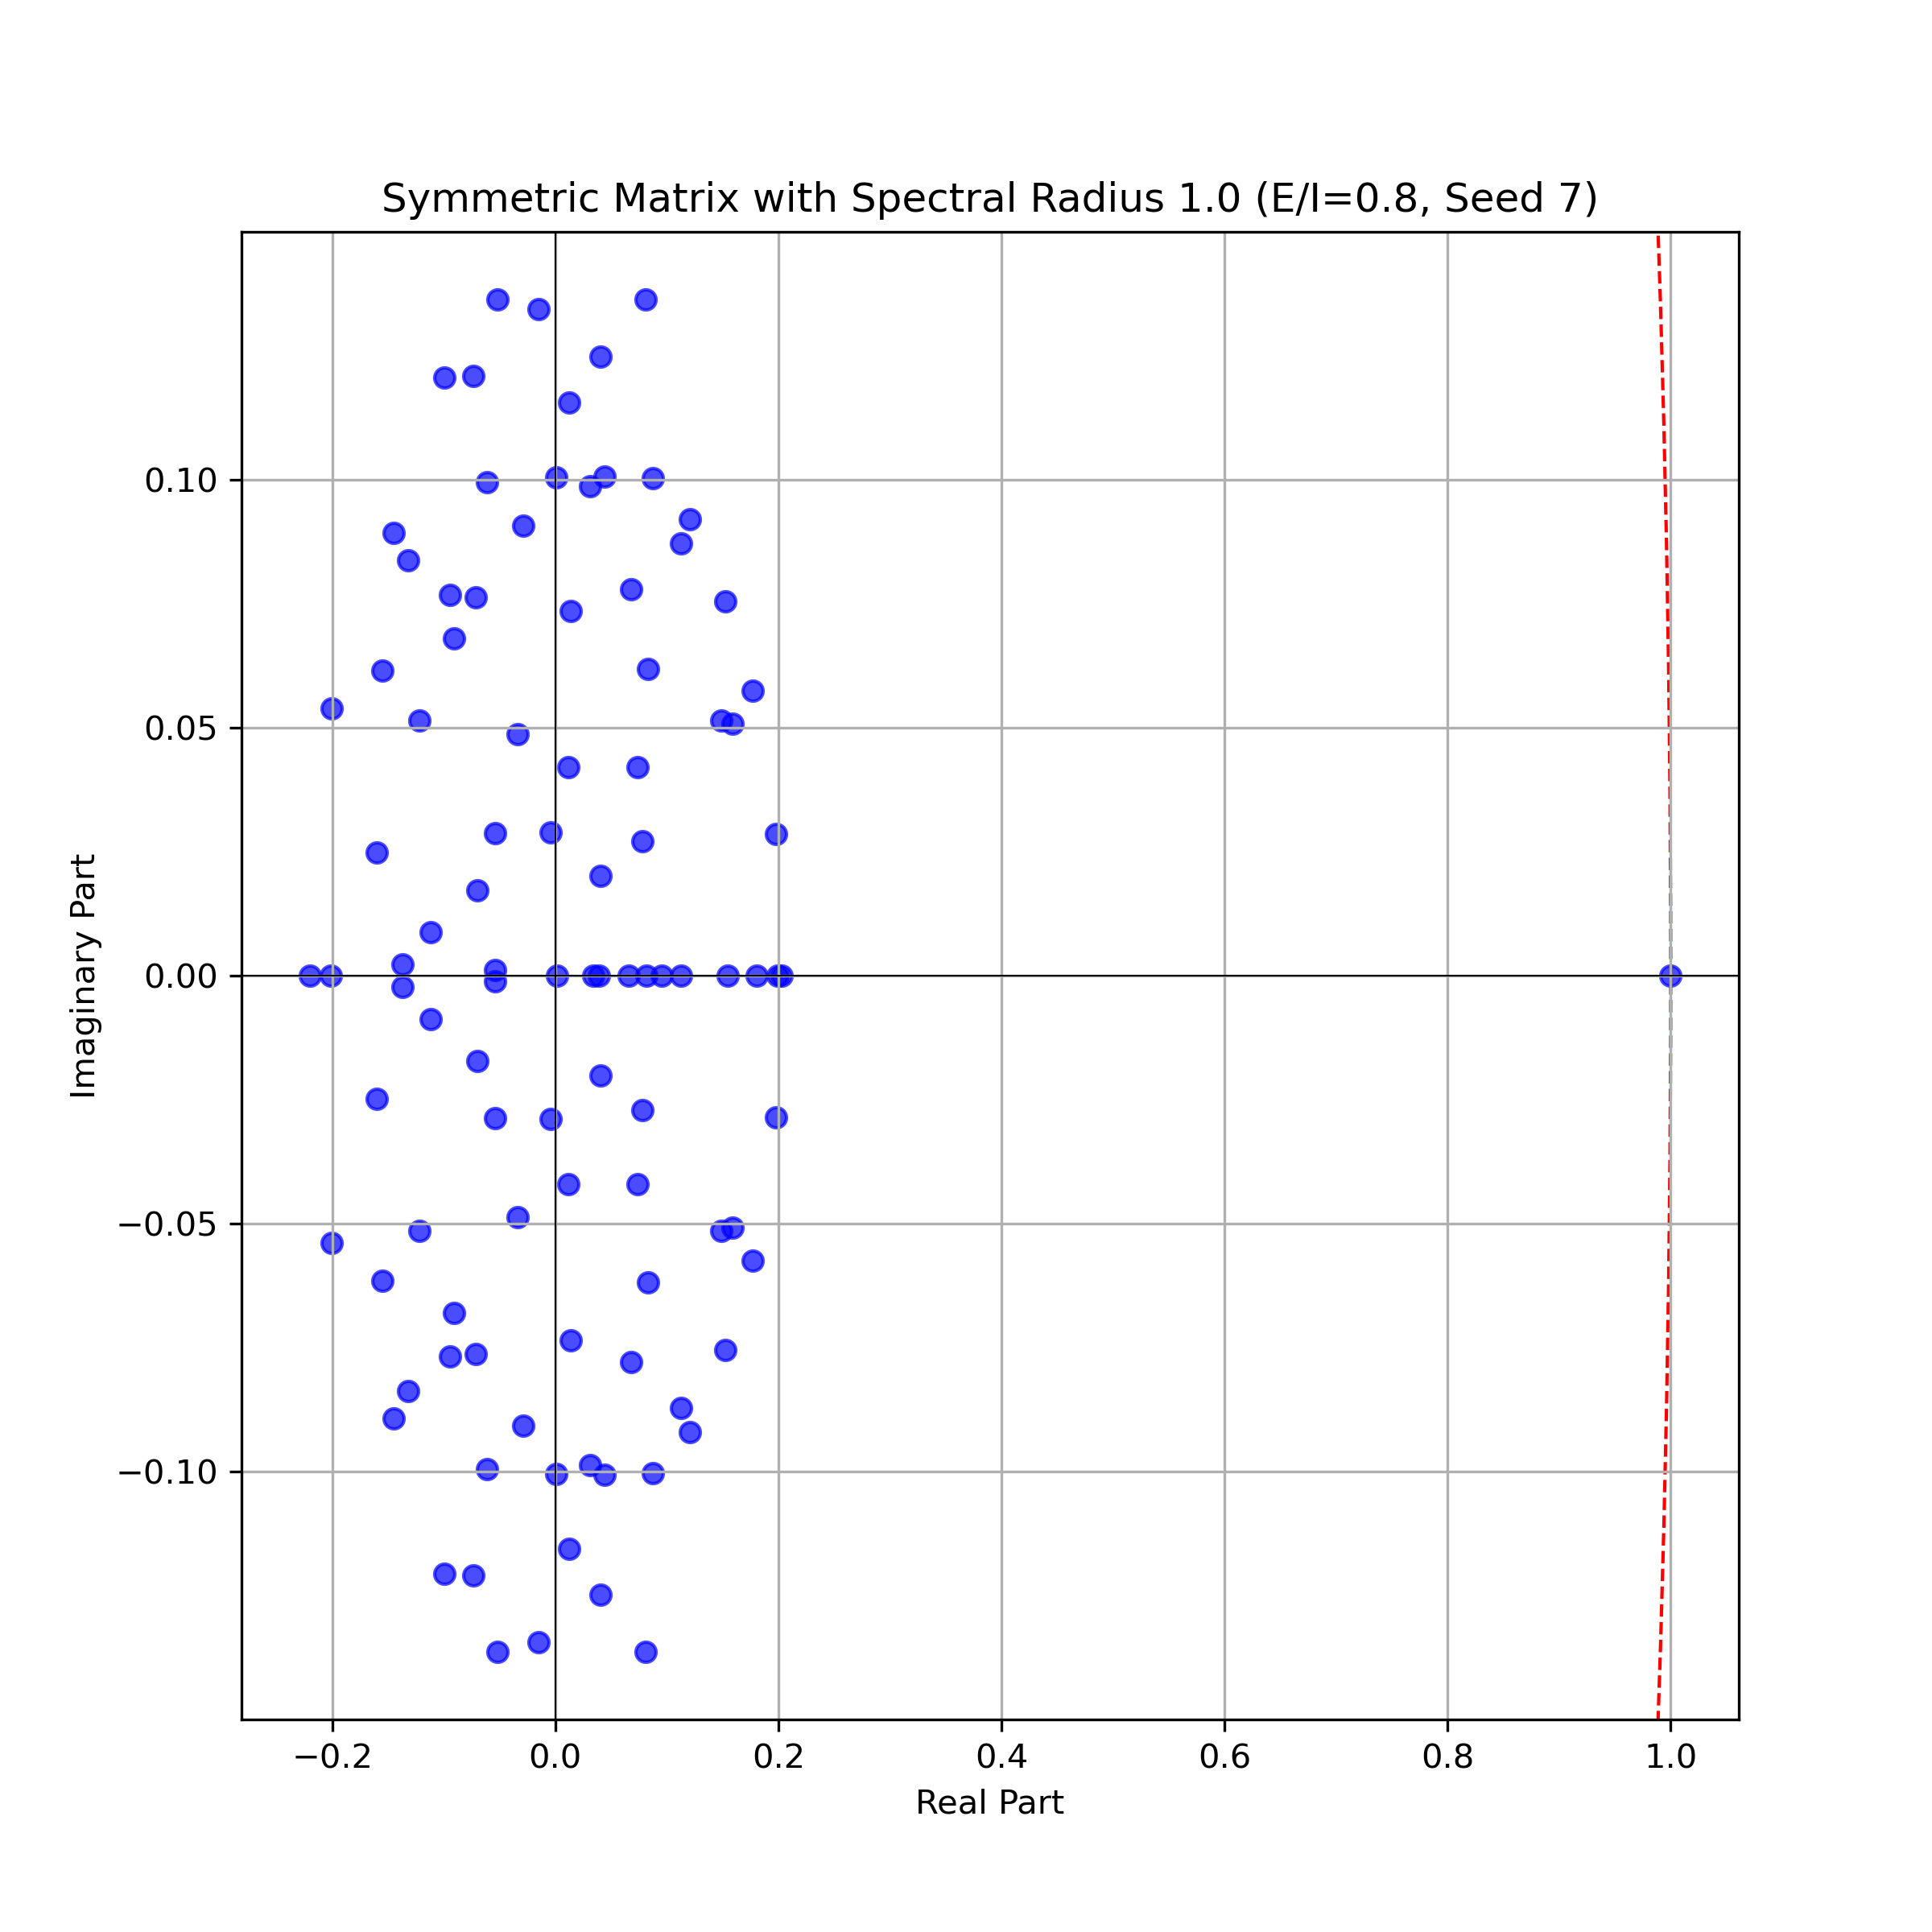 Symmetric Matrix with Spectral Radius 1.0 (E/I=0.8, Seed 7)
Imaginary Part
0.10
0.05
0.00
−0.05
−0.10
−0.2 0.0 0.2 0.4 0.6 0.8 1.0
Real Part